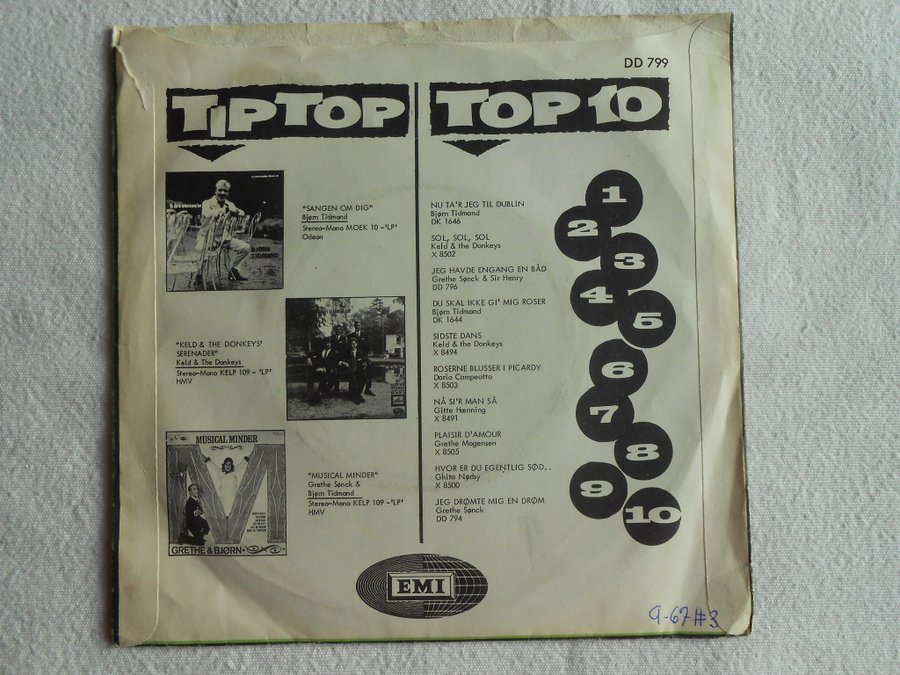 DD 799
TIPTOP
"SANGEN OM DIG"
Bjørn Tidmand
Stereo-Mono MOEK 10 -"LP"
Odeon
BJØRN
TIDMAND
"KELD & THE DONKEYS'
SERENADER"
Keld & The Donkeys
Stereo-Mono KELP 109 - "LP"
HMV
MUSICAL MINDER
M
GRETHE & BJØRN
"MUSICAL MINDER"
Grethe Sønck &
Bjørn Tidmand
Stereo-Mono KELP 109 -"LP"
HMV
TOP 10
NU TA'R JEG TIL DUBLIN
Bjørn Tidmand
DK 1646
SOL, SOL, SOL
Keld & the Donkeys
X 8502
JEG HAVDE ENGANG EN BÅD
Grethe Sønck & Sir Henry
DD 796
DU SKAL IKKE GI' MIG ROSER
Bjørn Tidmand
DK 1644
SIDSTE DANS
Keld & the Donkeys
X 8494
ROSERNE BLUSSER I PICARDY
Dario Campeotto
X 8503
NÅ SI'R MAN SÅ
Gitte Hænning
X 8491
PLAISIR D'AMOUR
Grethe Mogensen
X 8505
HVOR ER DU EGENTLIG SØD..
Ghita Nørby
X 8500
JEG DRØMTE MIG EN DRØM
Grethe Sønck
DD 794
1
2
3
4
5
6
7
8
9
10
EMI
9-67#3